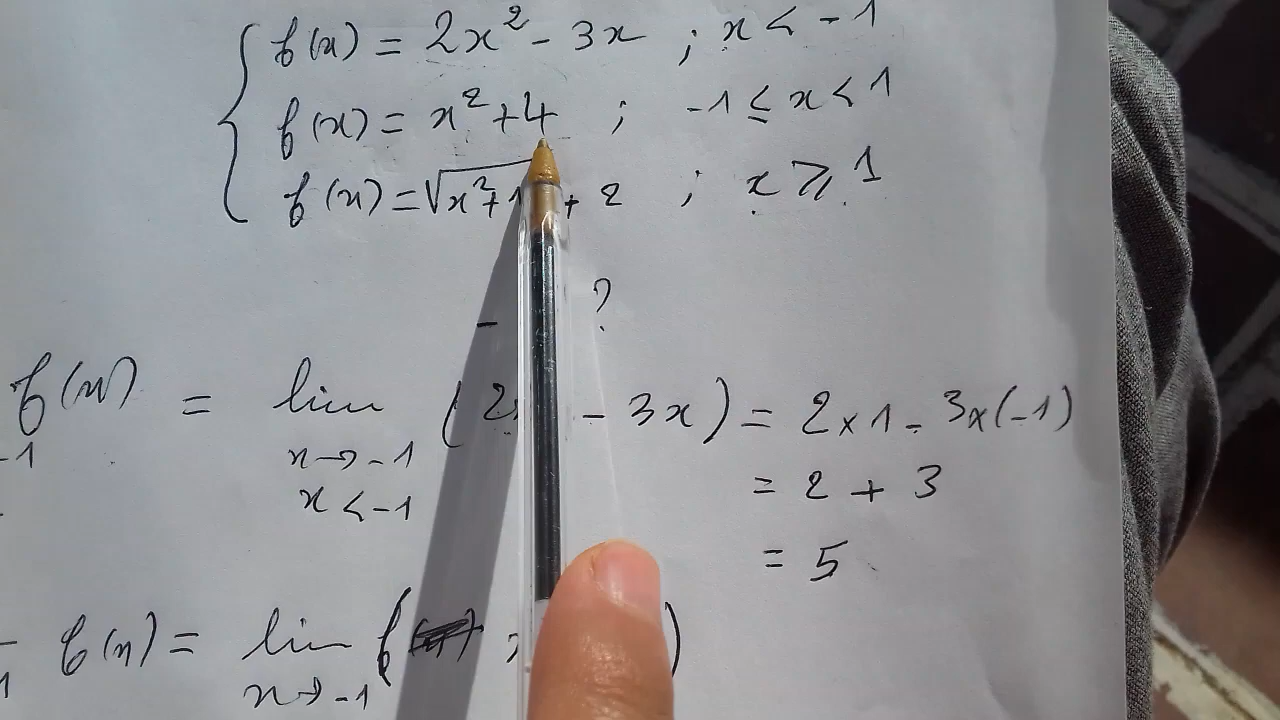 f(x) = 2x² - 3x ; x < -1
f(x) = x² + 4 ; -1 ≤ x < 1
f(x) = √x²+1 + 2 ; x ⩾ 1
- ?
f(x) = lim (2x - 3x) = 2×1 - 3×(-1)
-1 x→-1 = 2 + 3
x < -1
= 5
f(x) = lim f )
x→-1